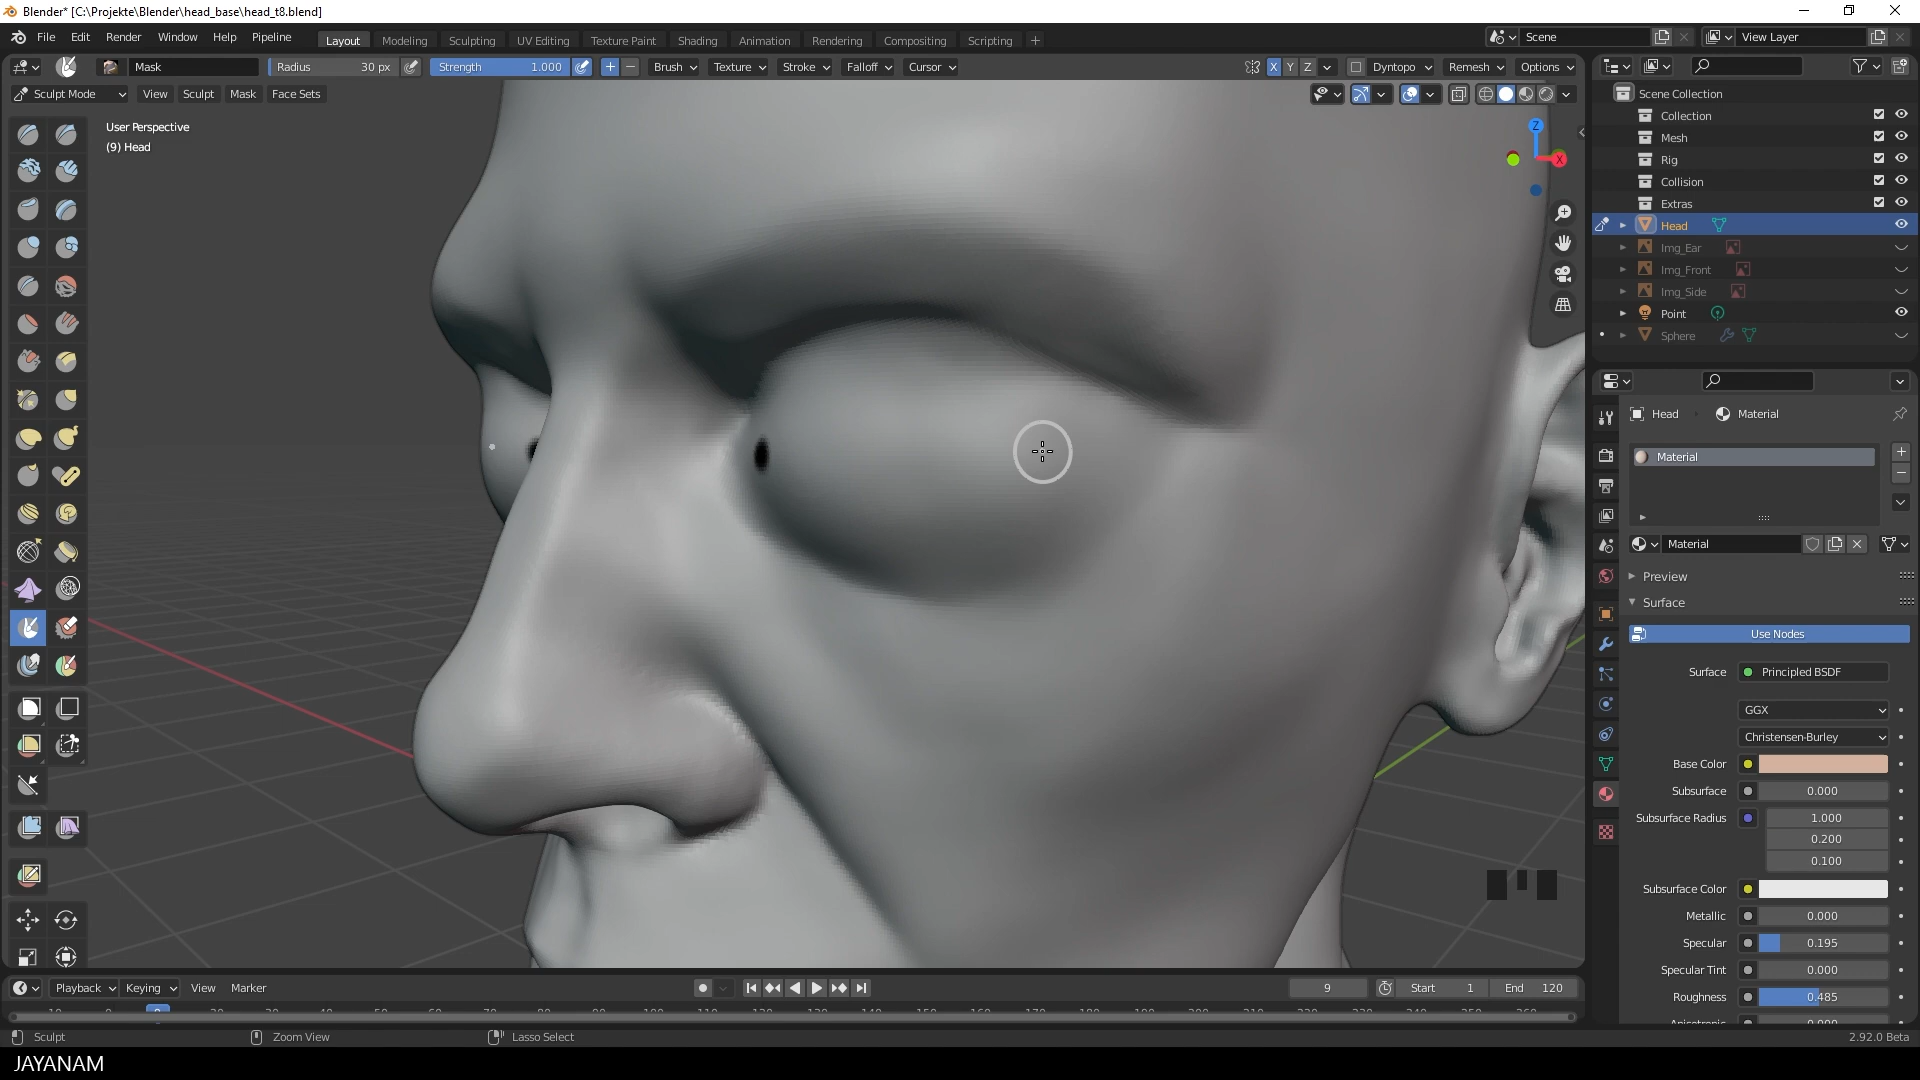 Blender* [C:\Projekte\Blender\head_base\head_t8.blend]
File Edit Render Window Help Pipeline
Layout Modeling Sculpting UV Editing Texture Paint Shading Animation Rendering Compositing Scripting +
Scene
View Layer
Mask
Radius 30 px
Strength 1.000
Brush Texture Stroke Falloff Cursor
X Y Z
Dyntopo Remesh Options
Sculpt Mode View Sculpt Mask Face Sets
User Perspective
(9) Head
Z
X
Scene Collection
Collection
Mesh
Rig
Collision
Extras
Head
Img_Ear
Img_Front
Img_Side
Point
Sphere
Head Material
Material
Material
Preview
Surface
Use Nodes
Surface Principled BSDF
GGX
Christensen-Burley
Base Color
Subsurface 0.000
Subsurface Radius 1.000
0.200
0.100
Subsurface Color
Metallic 0.000
Specular 0.195
Specular Tint 0.000
Roughness 0.485
Playback Keying View Marker
9
Start 1
End 120
Sculpt
Zoom View
Lasso Select
2.92.0 Beta
JAYANAM